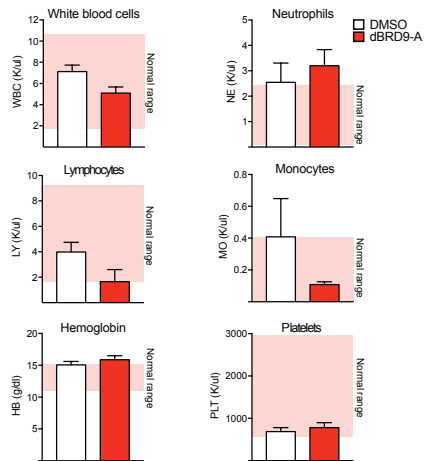 DMSO
dBRD9-A
White blood cells
WBC (K/ul)
12
10
8
6
4
2
Normal range
Neutrophils
NE (K/ul)
5
4
3
2
1
Normal range
Lymphocytes
LY (K/ul)
10
8
6
4
2
Normal range
Monocytes
MO (K/ul)
0.8
0.6
0.4
0.2
Normal range
Hemoglobin
HB (g/dl)
20
15
10
5
Normal range
Platelets
PLT (K/ul)
3000
2000
1000
Normal range